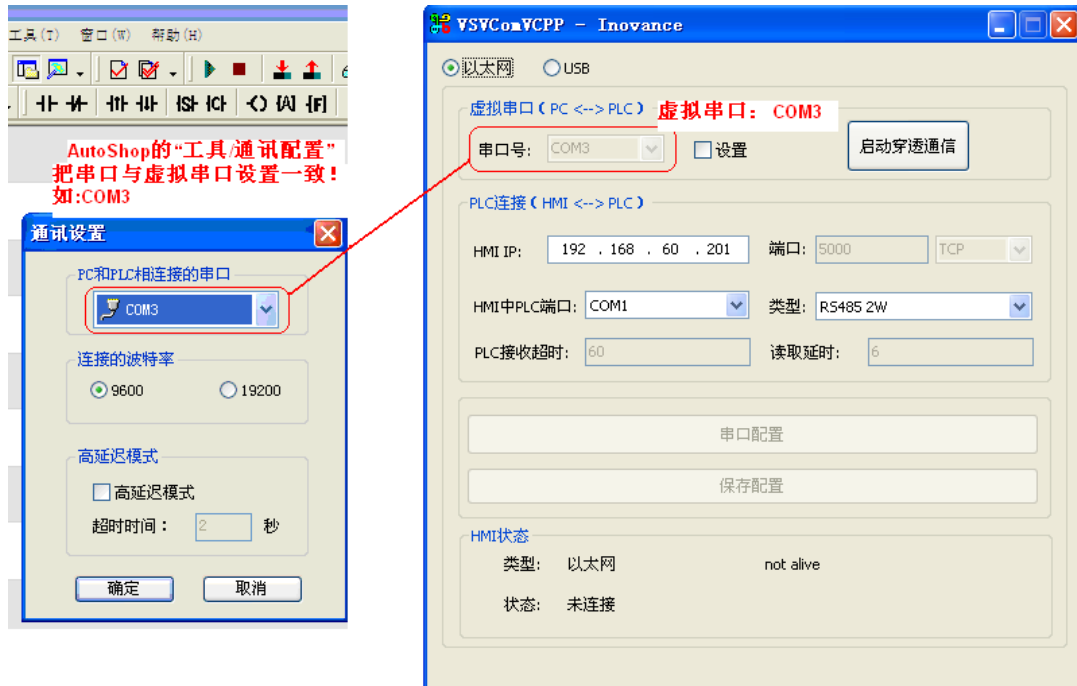 工具(T) 窗口(W) 帮助(H)
AutoShop的“工具/通讯配置”
把串口与虚拟串口设置一致！
如:COM3
通讯设置
PC和PLC相连接的串口
COM3
连接的波特率
9600 19200
高延迟模式
高延迟模式
超时时间： 2 秒
确定 取消
VSVComVCPP - Inovance
以太网 USB
虚拟串口 ( PC <--> PLC )
虚拟串口： COM3
串口号: COM3 设置 启动穿透通信
PLC连接 ( HMI <--> PLC )
HMI IP: 192 . 168 . 60 . 201 端口: 5000 TCP
HMI中PLC端口: COM1 类型: RS485 2W
PLC接收超时: 60 读取延时: 6
串口配置
保存配置
HMI状态
类型: 以太网 not alive
状态: 未连接